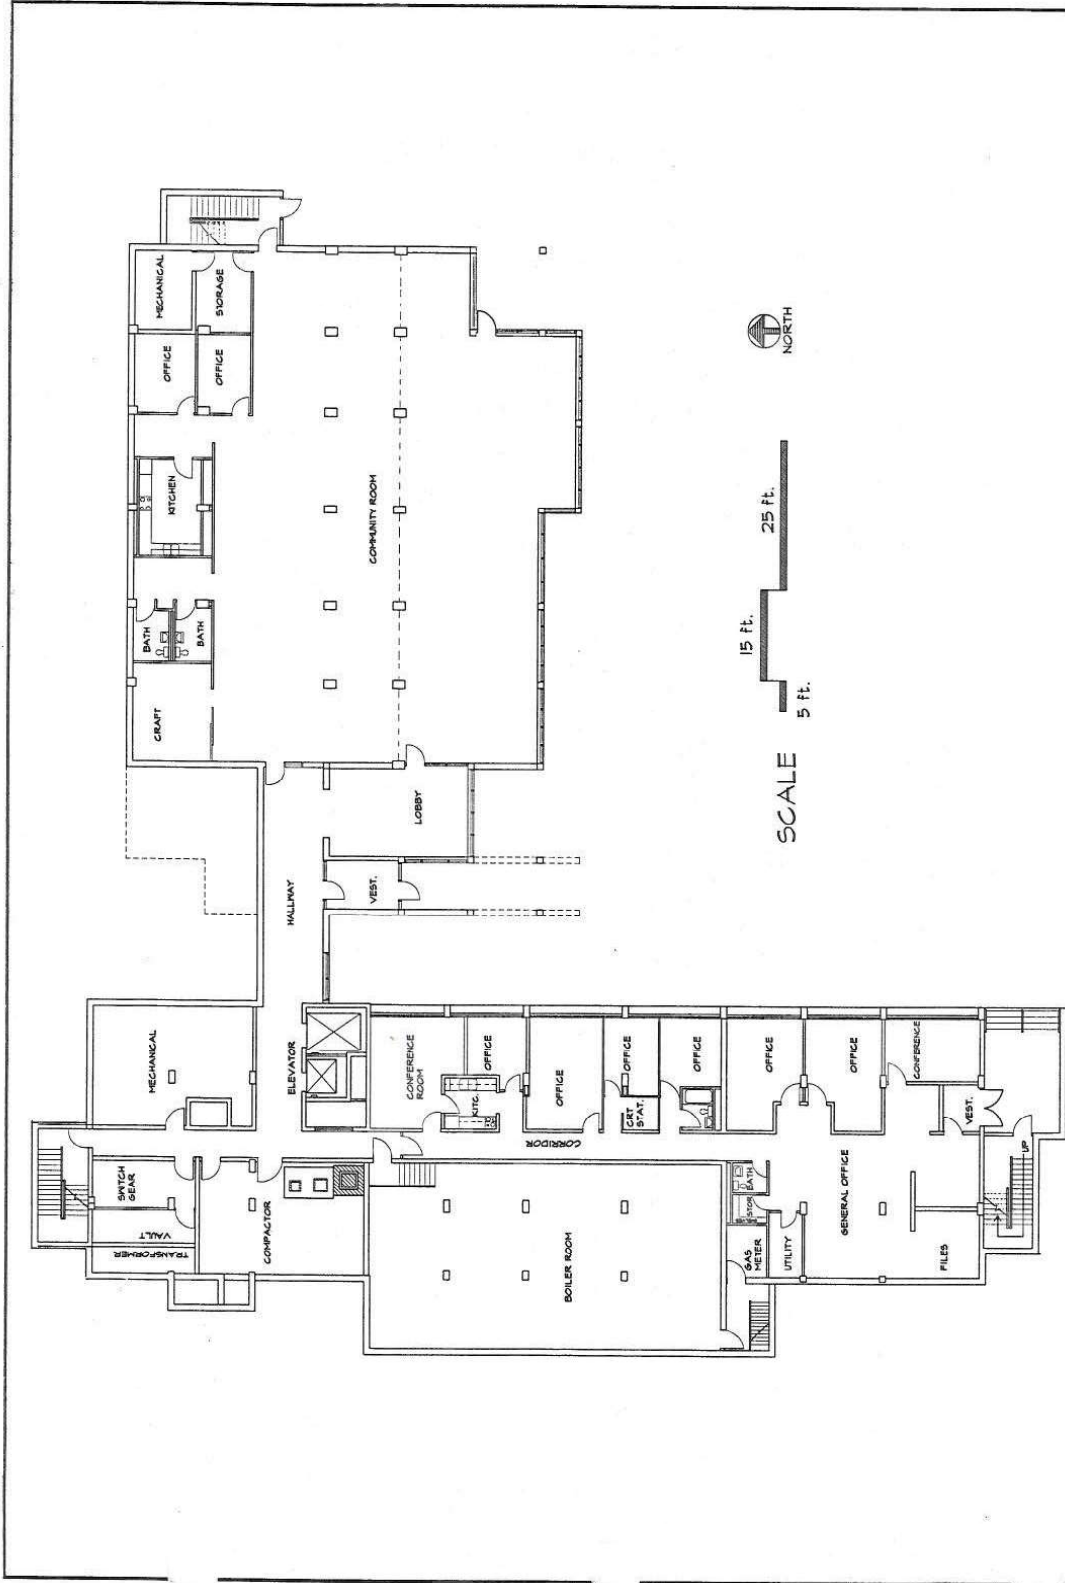 MECHANICAL
STORAGE
OFFICE
OFFICE
KITCHEN
BATH
BATH
CRAFT
COMMUNITY ROOM
LOBBY
VEST.
HALLWAY
NORTH
SCALE
5 ft.
15 ft.
25 ft.
MECHANICAL
ELEVATOR
SWITCH
GEAR
VAULT
TRANSFORMER
COMPACTOR
CONFERENCE
ROOM
OFFICE
KITC.
OFFICE
OFFICE
CRT
STAT.
OFFICE
OFFICE
OFFICE
CONFERENCE
CORRIDOR
BOILER ROOM
BATH
STOR
GAS
METER
UTILITY
GENERAL OFFICE
FILES
VEST.
UP